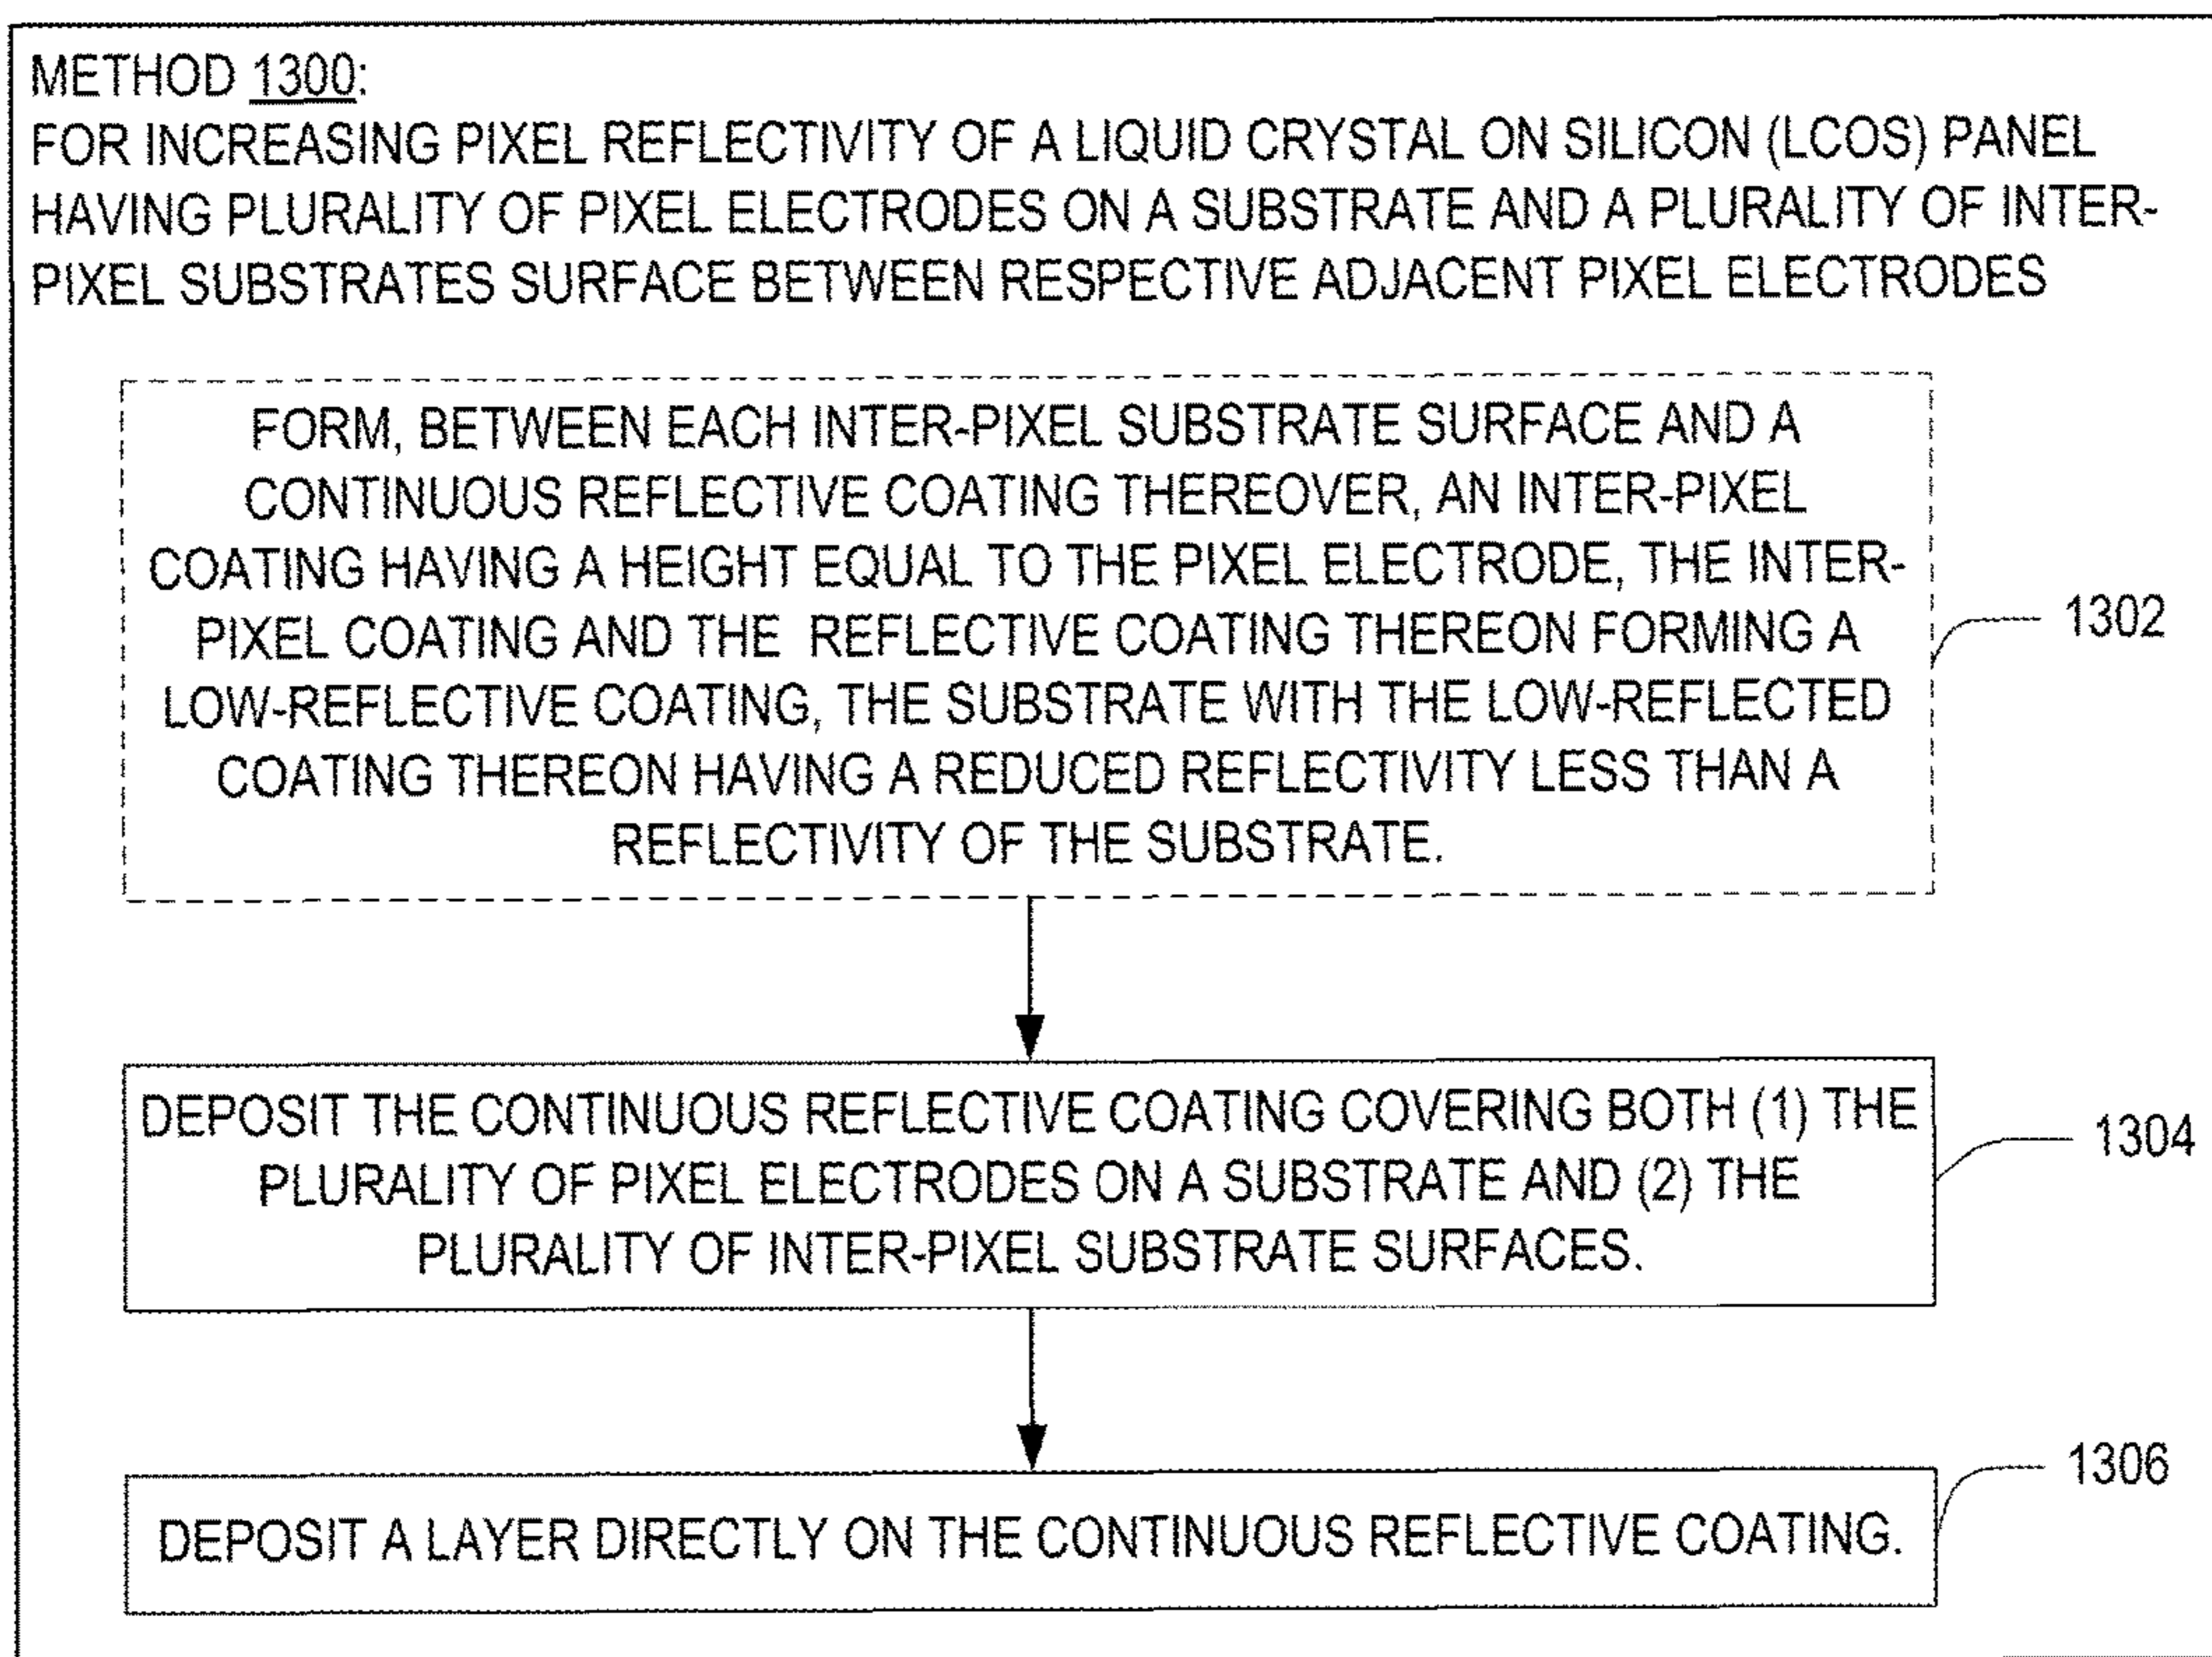 METHOD 1300:
FOR INCREASING PIXEL REFLECTIVITY OF A LIQUID CRYSTAL ON SILICON (LCOS) PANEL
HAVING PLURALITY OF PIXEL ELECTRODES ON A SUBSTRATE AND A PLURALITY OF INTER-
PIXEL SUBSTRATES SURFACE BETWEEN RESPECTIVE ADJACENT PIXEL ELECTRODES
FORM, BETWEEN EACH INTER-PIXEL SUBSTRATE SURFACE AND A
CONTINUOUS REFLECTIVE COATING THEREOVER, AN INTER-PIXEL
COATING HAVING A HEIGHT EQUAL TO THE PIXEL ELECTRODE, THE INTER-
PIXEL COATING AND THE REFLECTIVE COATING THEREON FORMING A
LOW-REFLECTIVE COATING, THE SUBSTRATE WITH THE LOW-REFLECTED
COATING THEREON HAVING A REDUCED REFLECTIVITY LESS THAN A
REFLECTIVITY OF THE SUBSTRATE.
1302
DEPOSIT THE CONTINUOUS REFLECTIVE COATING COVERING BOTH (1) THE
PLURALITY OF PIXEL ELECTRODES ON A SUBSTRATE AND (2) THE
PLURALITY OF INTER-PIXEL SUBSTRATE SURFACES.
1304
DEPOSIT A LAYER DIRECTLY ON THE CONTINUOUS REFLECTIVE COATING.
1306